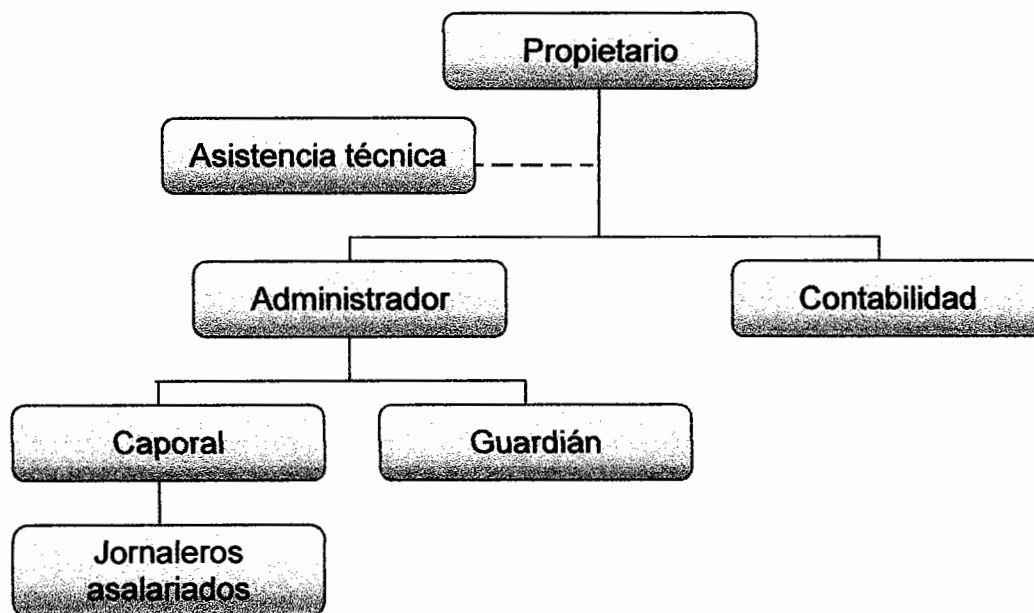 Propietario
Asistencia técnica
Administrador
Contabilidad
Caporal
Guardián
Jornaleros
asalariados